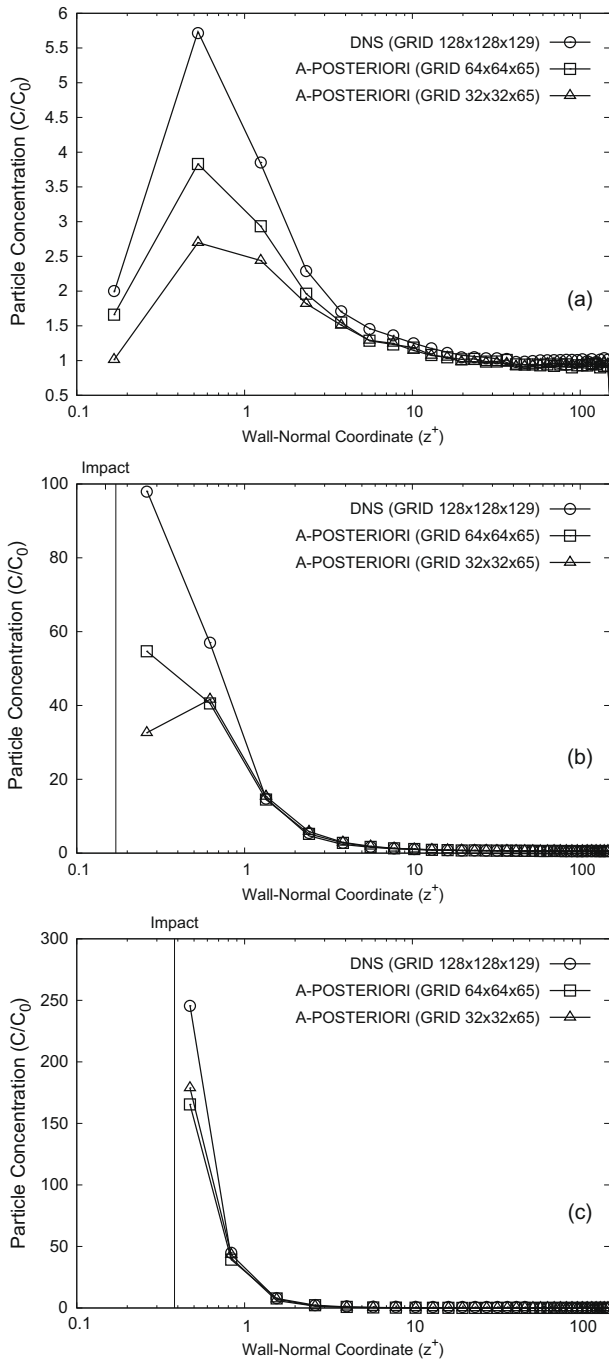 6
5.5
5
4.5
4
3.5
3
2.5
2
1.5
1
0.5
Particle Concentration (C/C₀)
DNS (GRID 128x128x129)
A-POSTERIORI (GRID 64x64x65)
A-POSTERIORI (GRID 32x32x65)
(a)
0.1 1 10 100
Wall-Normal Coordinate (z⁺)
Impact
100
80
60
40
20
0
Particle Concentration (C/C₀)
DNS (GRID 128x128x129)
A-POSTERIORI (GRID 64x64x65)
A-POSTERIORI (GRID 32x32x65)
(b)
0.1 1 10 100
Wall-Normal Coordinate (z⁺)
Impact
300
250
200
150
100
50
0
Particle Concentration (C/C₀)
DNS (GRID 128x128x129)
A-POSTERIORI (GRID 64x64x65)
A-POSTERIORI (GRID 32x32x65)
(c)
0.1 1 10 100
Wall-Normal Coordinate (z⁺)